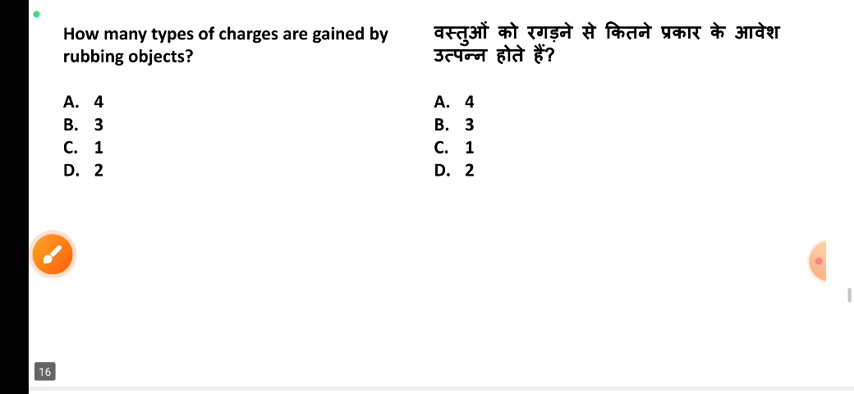 How many types of charges are gained by
rubbing objects?
A. 4
B. 3
C. 1
D. 2
वस्तुओं को रगड़ने से कितने प्रकार के आवेश
उत्पन्न होते हैं?
A. 4
B. 3
C. 1
D. 2
16